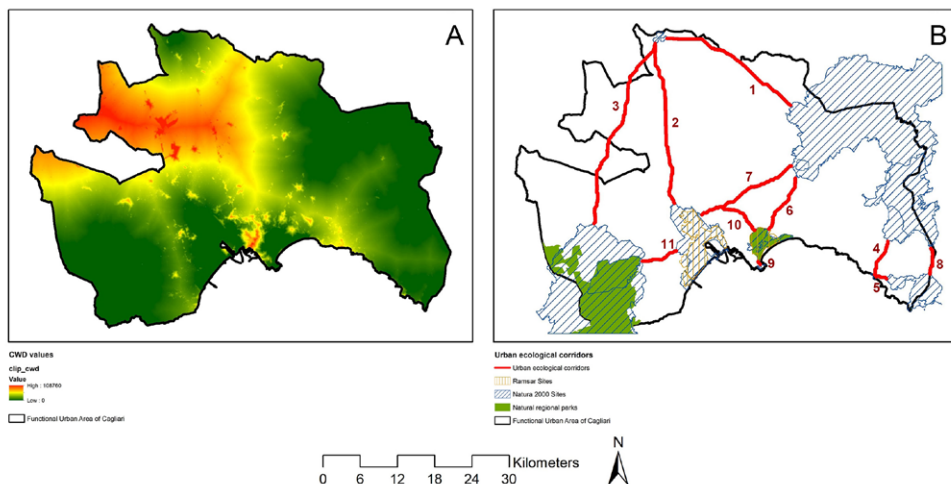 A
B
1
3
2
7
6
10
11
9
4
5
8
CWD values
clip_cwd
Value
High : 108760
Low : 0
Functional Urban Area of Cagliari
Urban ecological corridors
Urban ecological corridors
Ramsar Sites
Natura 2000 Sites
Natural regional parks
Functional Urban Area of Cagliari
N
Kilometers
0 6 12 18 24 30